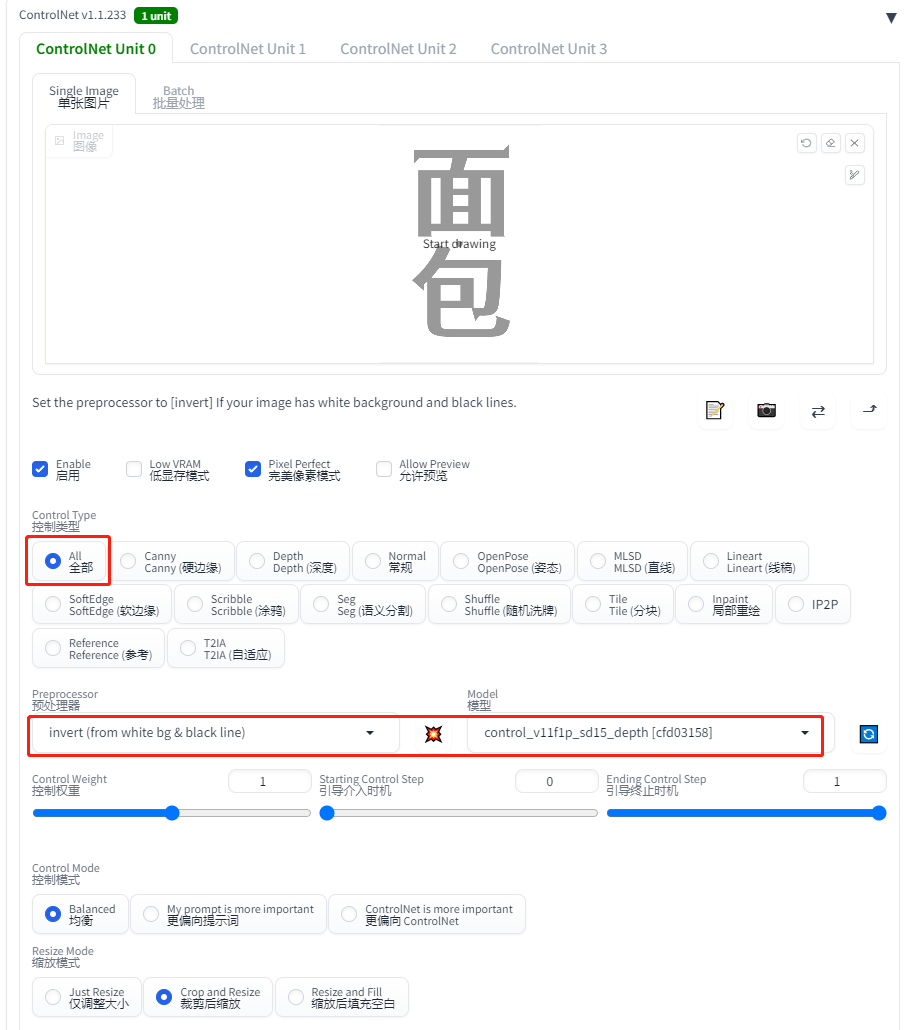 ControlNet v1.1.233 1 unit
ControlNet Unit 0 ControlNet Unit 1 ControlNet Unit 2 ControlNet Unit 3
Single Image
单张图片
Batch
批量处理
Image
图像
面
Start drawing
包
Set the preprocessor to [invert] If your image has white background and black lines.
Enable
启用
Low VRAM
低显存模式
Pixel Perfect
完美像素模式
Allow Preview
允许预览
Control Type
控制类型
All
全部
Canny
Canny (硬边缘)
Depth
Depth (深度)
Normal
常规
OpenPose
OpenPose (姿态)
MLSD
MLSD (直线)
Lineart
Lineart (线稿)
SoftEdge
SoftEdge (软边缘)
Scribble
Scribble (涂鸦)
Seg
Seg (语义分割)
Shuffle
Shuffle (随机洗牌)
Tile
Tile (分块)
Inpaint
局部重绘
IP2P
Reference
Reference (参考)
T2IA
T2IA (自适应)
Preprocessor
预处理器
invert (from white bg & black line)
Model
模型
control_v11f1p_sd15_depth [cfd03158]
Control Weight
控制权重
1
Starting Control Step
引导介入时机
0
Ending Control Step
引导终止时机
1
Control Mode
控制模式
Balanced
均衡
My prompt is more important
更偏向提示词
ControlNet is more important
更偏向 ControlNet
Resize Mode
缩放模式
Just Resize
仅调整大小
Crop and Resize
裁剪后缩放
Resize and Fill
缩放后填充空白